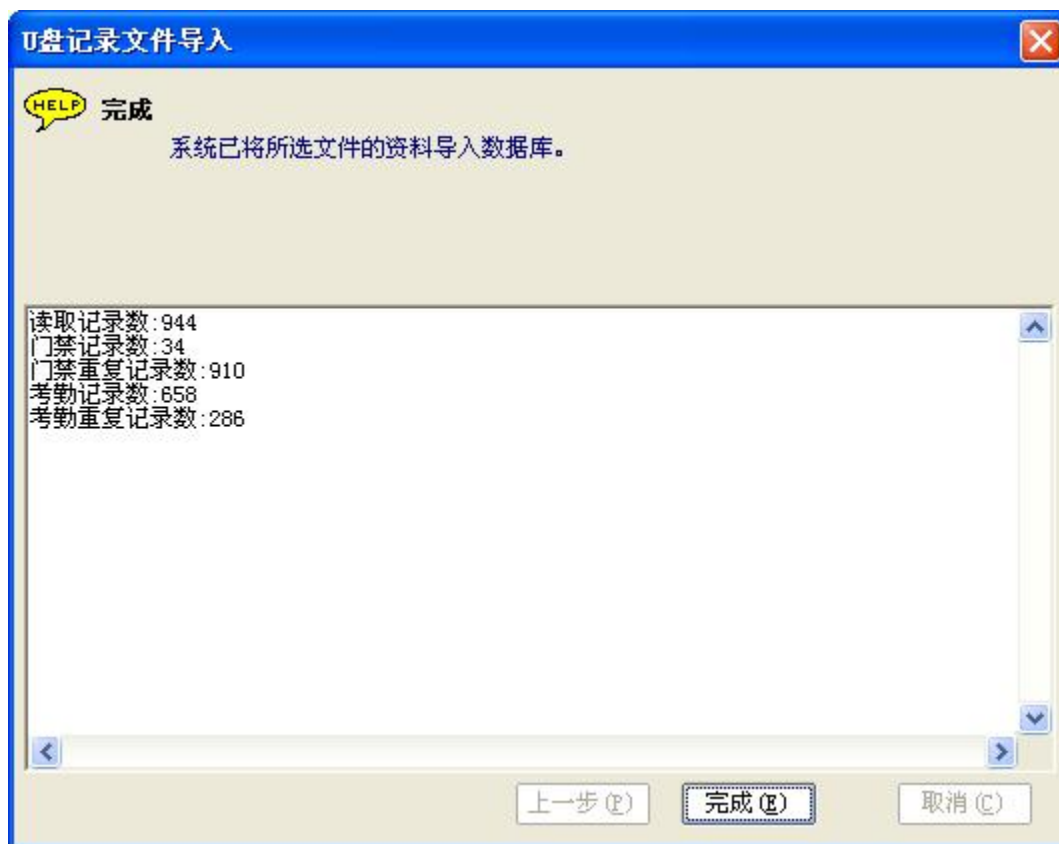 U盘记录文件导入
HELP 完成
系统已将所选文件的资料导入数据库。
读取记录数:944
门禁记录数:34
门禁重复记录数:910
考勤记录数:658
考勤重复记录数:286
上一步(P) 完成(E) 取消(C)